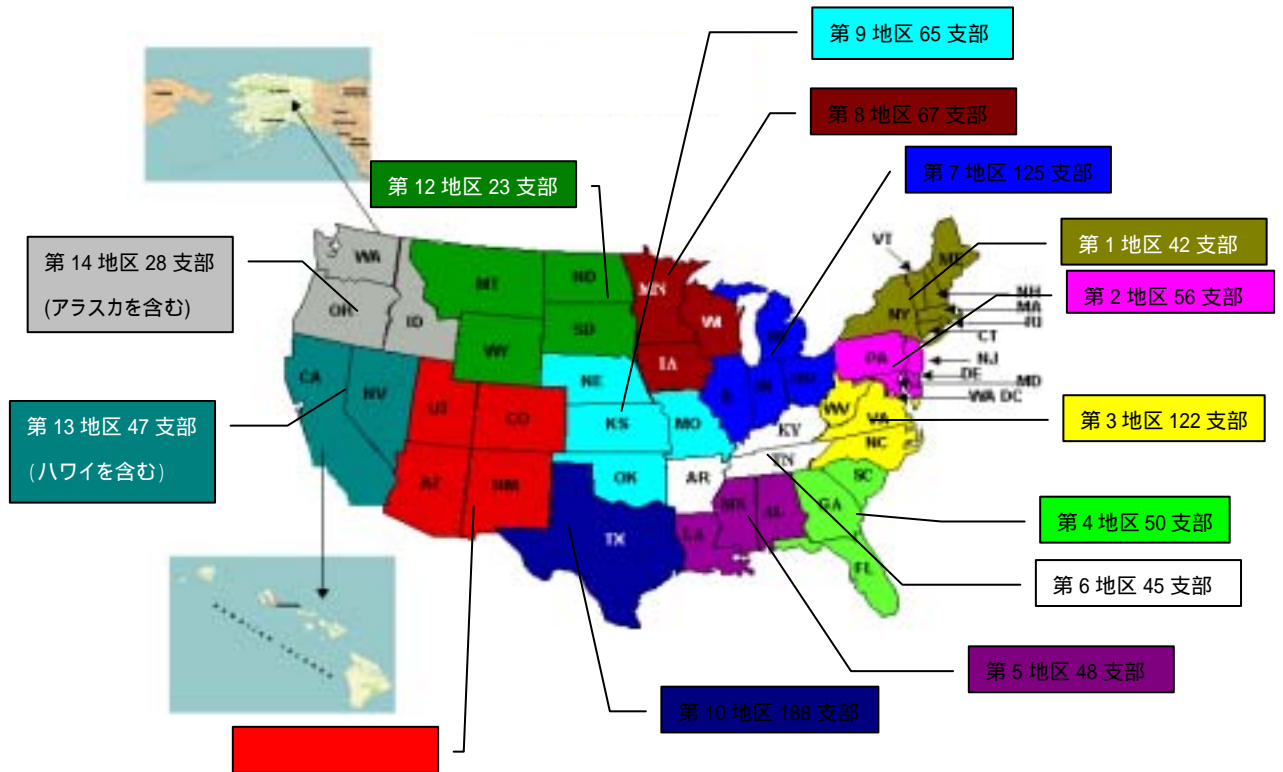 第 9 地区 65 支部
第 8 地区 67 支部
第 7 地区 125 支部
第 12 地区 23 支部
第 14 地区 28 支部
(アラスカを含む)
第 1 地区 42 支部
第 2 地区 56 支部
第 13 地区 47 支部
(ハワイを含む)
第 3 地区 122 支部
第 4 地区 50 支部
第 6 地区 45 支部
第 5 地区 48 支部
第 10 地区 188 支部
WA
OR
ID
MT
WY
ND
SD
MN
WI
IA
NE
KS
MO
OK
CA
NV
UT
CO
AZ
NM
TX
AR
LA
AL
KY
TN
WV
VA
NC
SC
GA
FL
PA
NY
ME
VT
NH
MA
RI
CT
NJ
DE
MD
WA DC